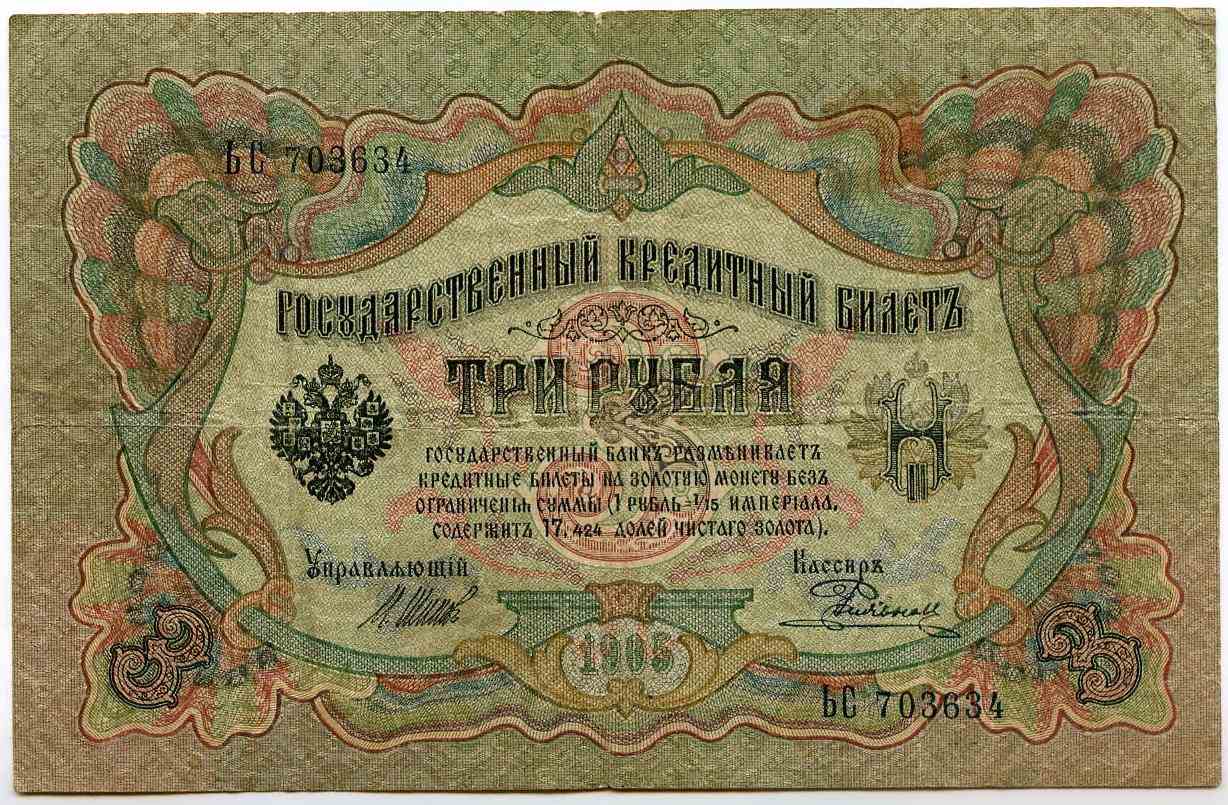 ЬС 703634
ГОСУДАРСТВЕННЫЙ КРЕДИТНЫЙ БИЛЕТЪ
ТРИ РУБЛЯ
Н
ГОСУДАРСТВЕННЫЙ БАНКЪ РАЗМѢНИВАЕТЪ
КРЕДИТНЫЕ БИЛЕТЫ НА ЗОЛОТУЮ МОНЕТУ БЕЗЪ
ОГРАНИЧЕНІЯ СУММЫ (1 РУБЛЬ = 1/15 ИМПЕРІАЛА,
СОДЕРЖИТЪ 17,424 ДОЛЕЙ ЧИСТАГО ЗОЛОТА).
Управляющій Кассиръ
И. Шипов
3 1905 3
ЬС 703634